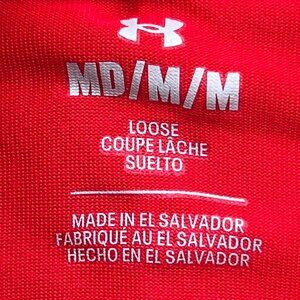 MD/M/M
LOOSE
COUPE LÂCHE
SUELTO
MADE IN EL SALVADOR
FABRIQUÉ AU EL SALVADOR
HECHO EN EL SALVADOR